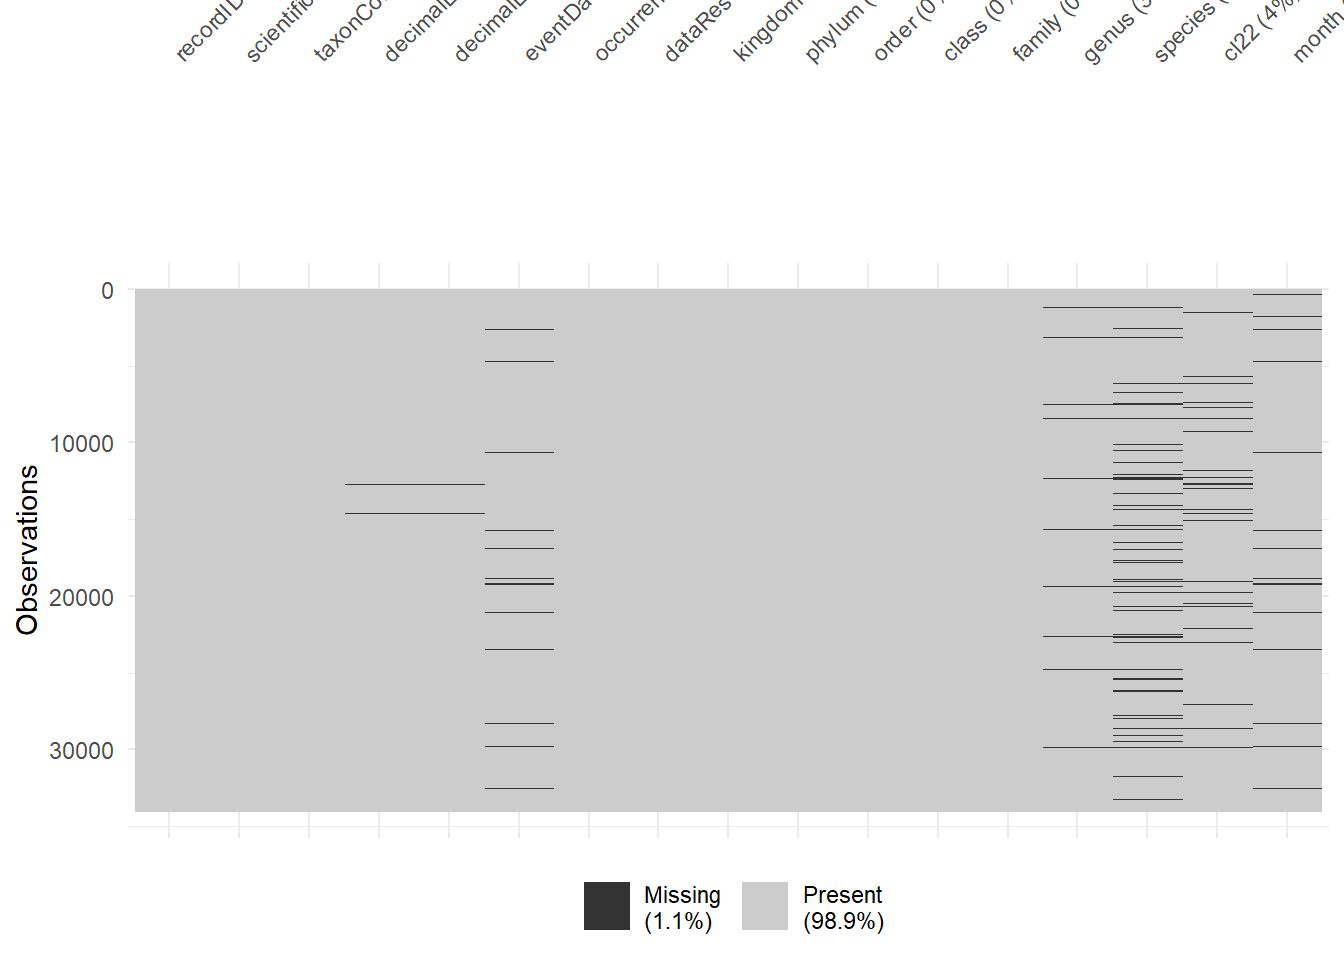 recordID
scientific
taxonCo
decimalL
decimalL
eventDa
occurren
dataRes
kingdom
phylum (
order (0
class (0
family (0
genus (3
species (
cl22 (4%)
month
0
10000
20000
30000
Observations
Missing
(1.1%)
Present
(98.9%)